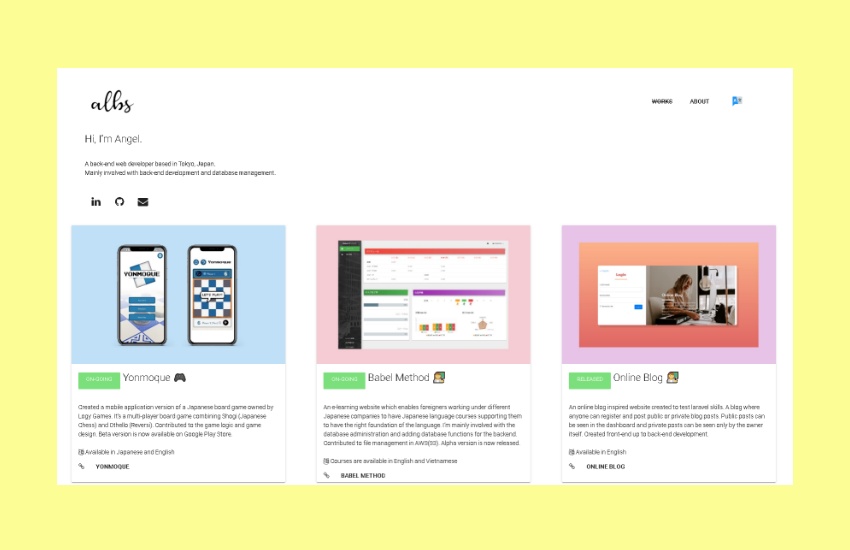 albs
WORKS
ABOUT
Hi, I'm Angel.
A back-end web developer based in Tokyo, Japan.
Mainly involved with back-end development and database management.
YONMOQUE
YONMOQUE
LET'S PLAY!
Login
Online Blog
ON-GOING Yonmoque 🎮
Created a mobile application version of a Japanese board game owned by
Logy Games. It's a multi-player board game combining Shogi (Japanese
Chess) and Othello (Reversi). Contributed to the game logic and game
design. Beta version is now available on Google Play Store.
Available in Japanese and English
YONMOQUE
ON-GOING Babel Method
An e-learning website which enables foreigners working under different
Japanese companies to have Japanese language courses supporting them
to have the right foundation of the language. I'm mainly involved with the
database administration and adding database functions for the backend.
Contributed to file management in AWS(S3). Alpha version is now released
Courses are available in English and Vietnamese
BABEL METHOD
RELEASED Online Blog
An online blog inspired website created to test laravel skills. A blog where
anyone can register and post public or private blog posts. Public posts can
be seen in the dashboard and private posts can be seen only by the owner
itself. Created front-end up to back-end development.
Available in English
ONLINE BLOG